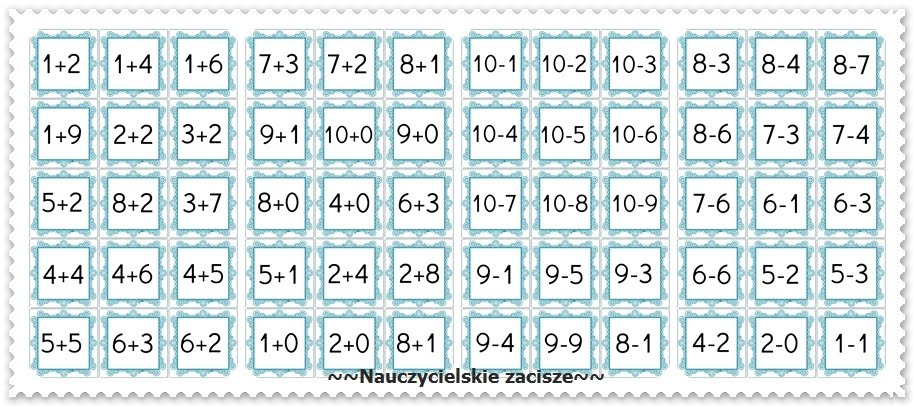 1+2 1+4 1+6 7+3 7+2 8+1 10-1 10-2 10-3 8-3 8-4 8-7
1+9 2+2 3+2 9+1 10+0 9+0 10-4 10-5 10-6 8-6 7-3 7-4
5+2 8+2 3+7 8+0 4+0 6+3 10-7 10-8 10-9 7-6 6-1 6-3
4+4 4+6 4+5 5+1 2+4 2+8 9-1 9-5 9-3 6-6 5-2 5-3
5+5 6+3 6+2 1+0 2+0 8+1 9-4 9-9 8-1 4-2 2-0 1-1
~~Nauczycielskie zacisze~~